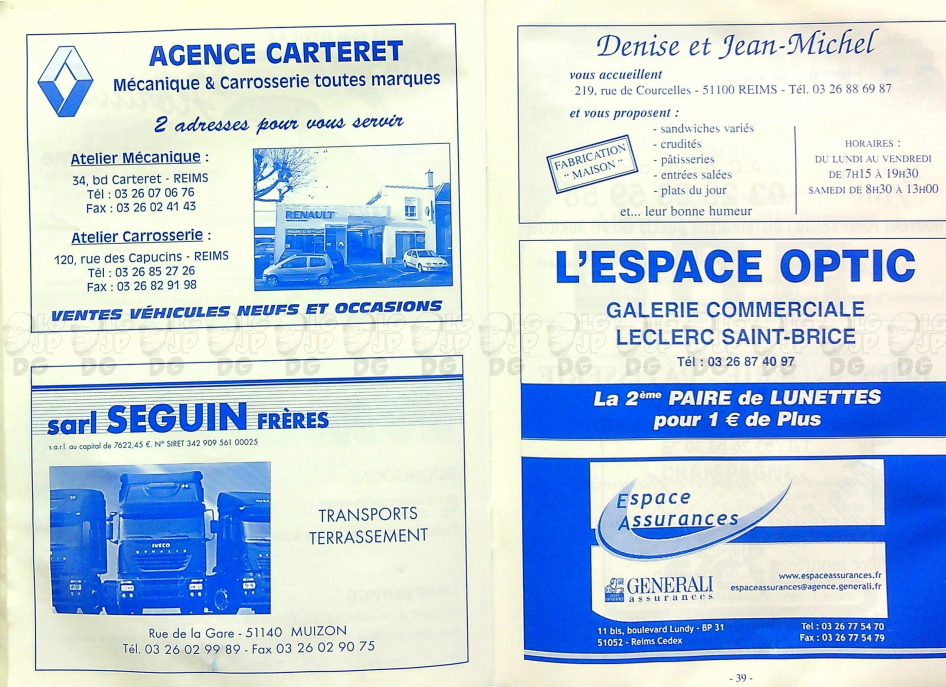 AGENCE CARTERET
Mécanique & Carrosserie toutes marques
2 adresses pour vous servir
Atelier Mécanique :
34, bd Carteret - REIMS
Tél : 03 26 07 06 76
Fax : 03 26 02 41 43
Atelier Carrosserie :
120, rue des Capucins - REIMS
Tél : 03 26 85 27 26
Fax : 03 26 82 91 98
RENAULT
VENTES VÉHICULES NEUFS ET OCCASIONS
sarl SEGUIN FRÈRES
s.a.r.l. au capital de 7622,45 €. N° SIRET 342 909 561 00025
IVECO
STRALIS
TRANSPORTS
TERRASSEMENT
Rue de la Gare - 51140 MUIZON
Tél. 03 26 02 99 89 - Fax 03 26 02 90 75
Denise et Jean-Michel
vous accueillent
219, rue de Courcelles - 51100 REIMS - Tél. 03 26 88 69 87
et vous proposent :
- sandwiches variés
- crudités
- pâtisseries
- entrées salées
- plats du jour
FABRICATION
" MAISON "
et... leur bonne humeur
HORAIRES :
DU LUNDI AU VENDREDI
DE 7H15 À 19H30
SAMEDI DE 8H30 À 13H00
L'ESPACE OPTIC
GALERIE COMMERCIALE
LECLERC SAINT-BRICE
Tél : 03 26 87 40 97
La 2ème PAIRE de LUNETTES
pour 1 € de Plus
Espace
Assurances
GENERALI
assurances
www.espaceassurances.fr
espaceassurances@agence.generali.fr
11 bis, boulevard Lundy - BP 31
51052 - Reims Cedex
Tel : 03 26 77 54 70
Fax : 03 26 77 54 79
- 39 -